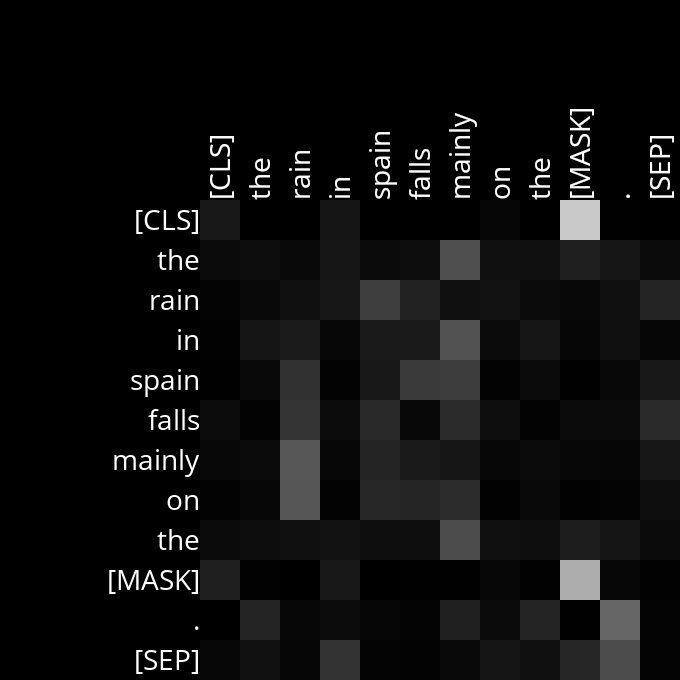 [CLS] the rain in spain falls mainly on the [MASK] . [SEP]
[CLS]
the
rain
in
spain
falls
mainly
on
the
[MASK]
.
[SEP]